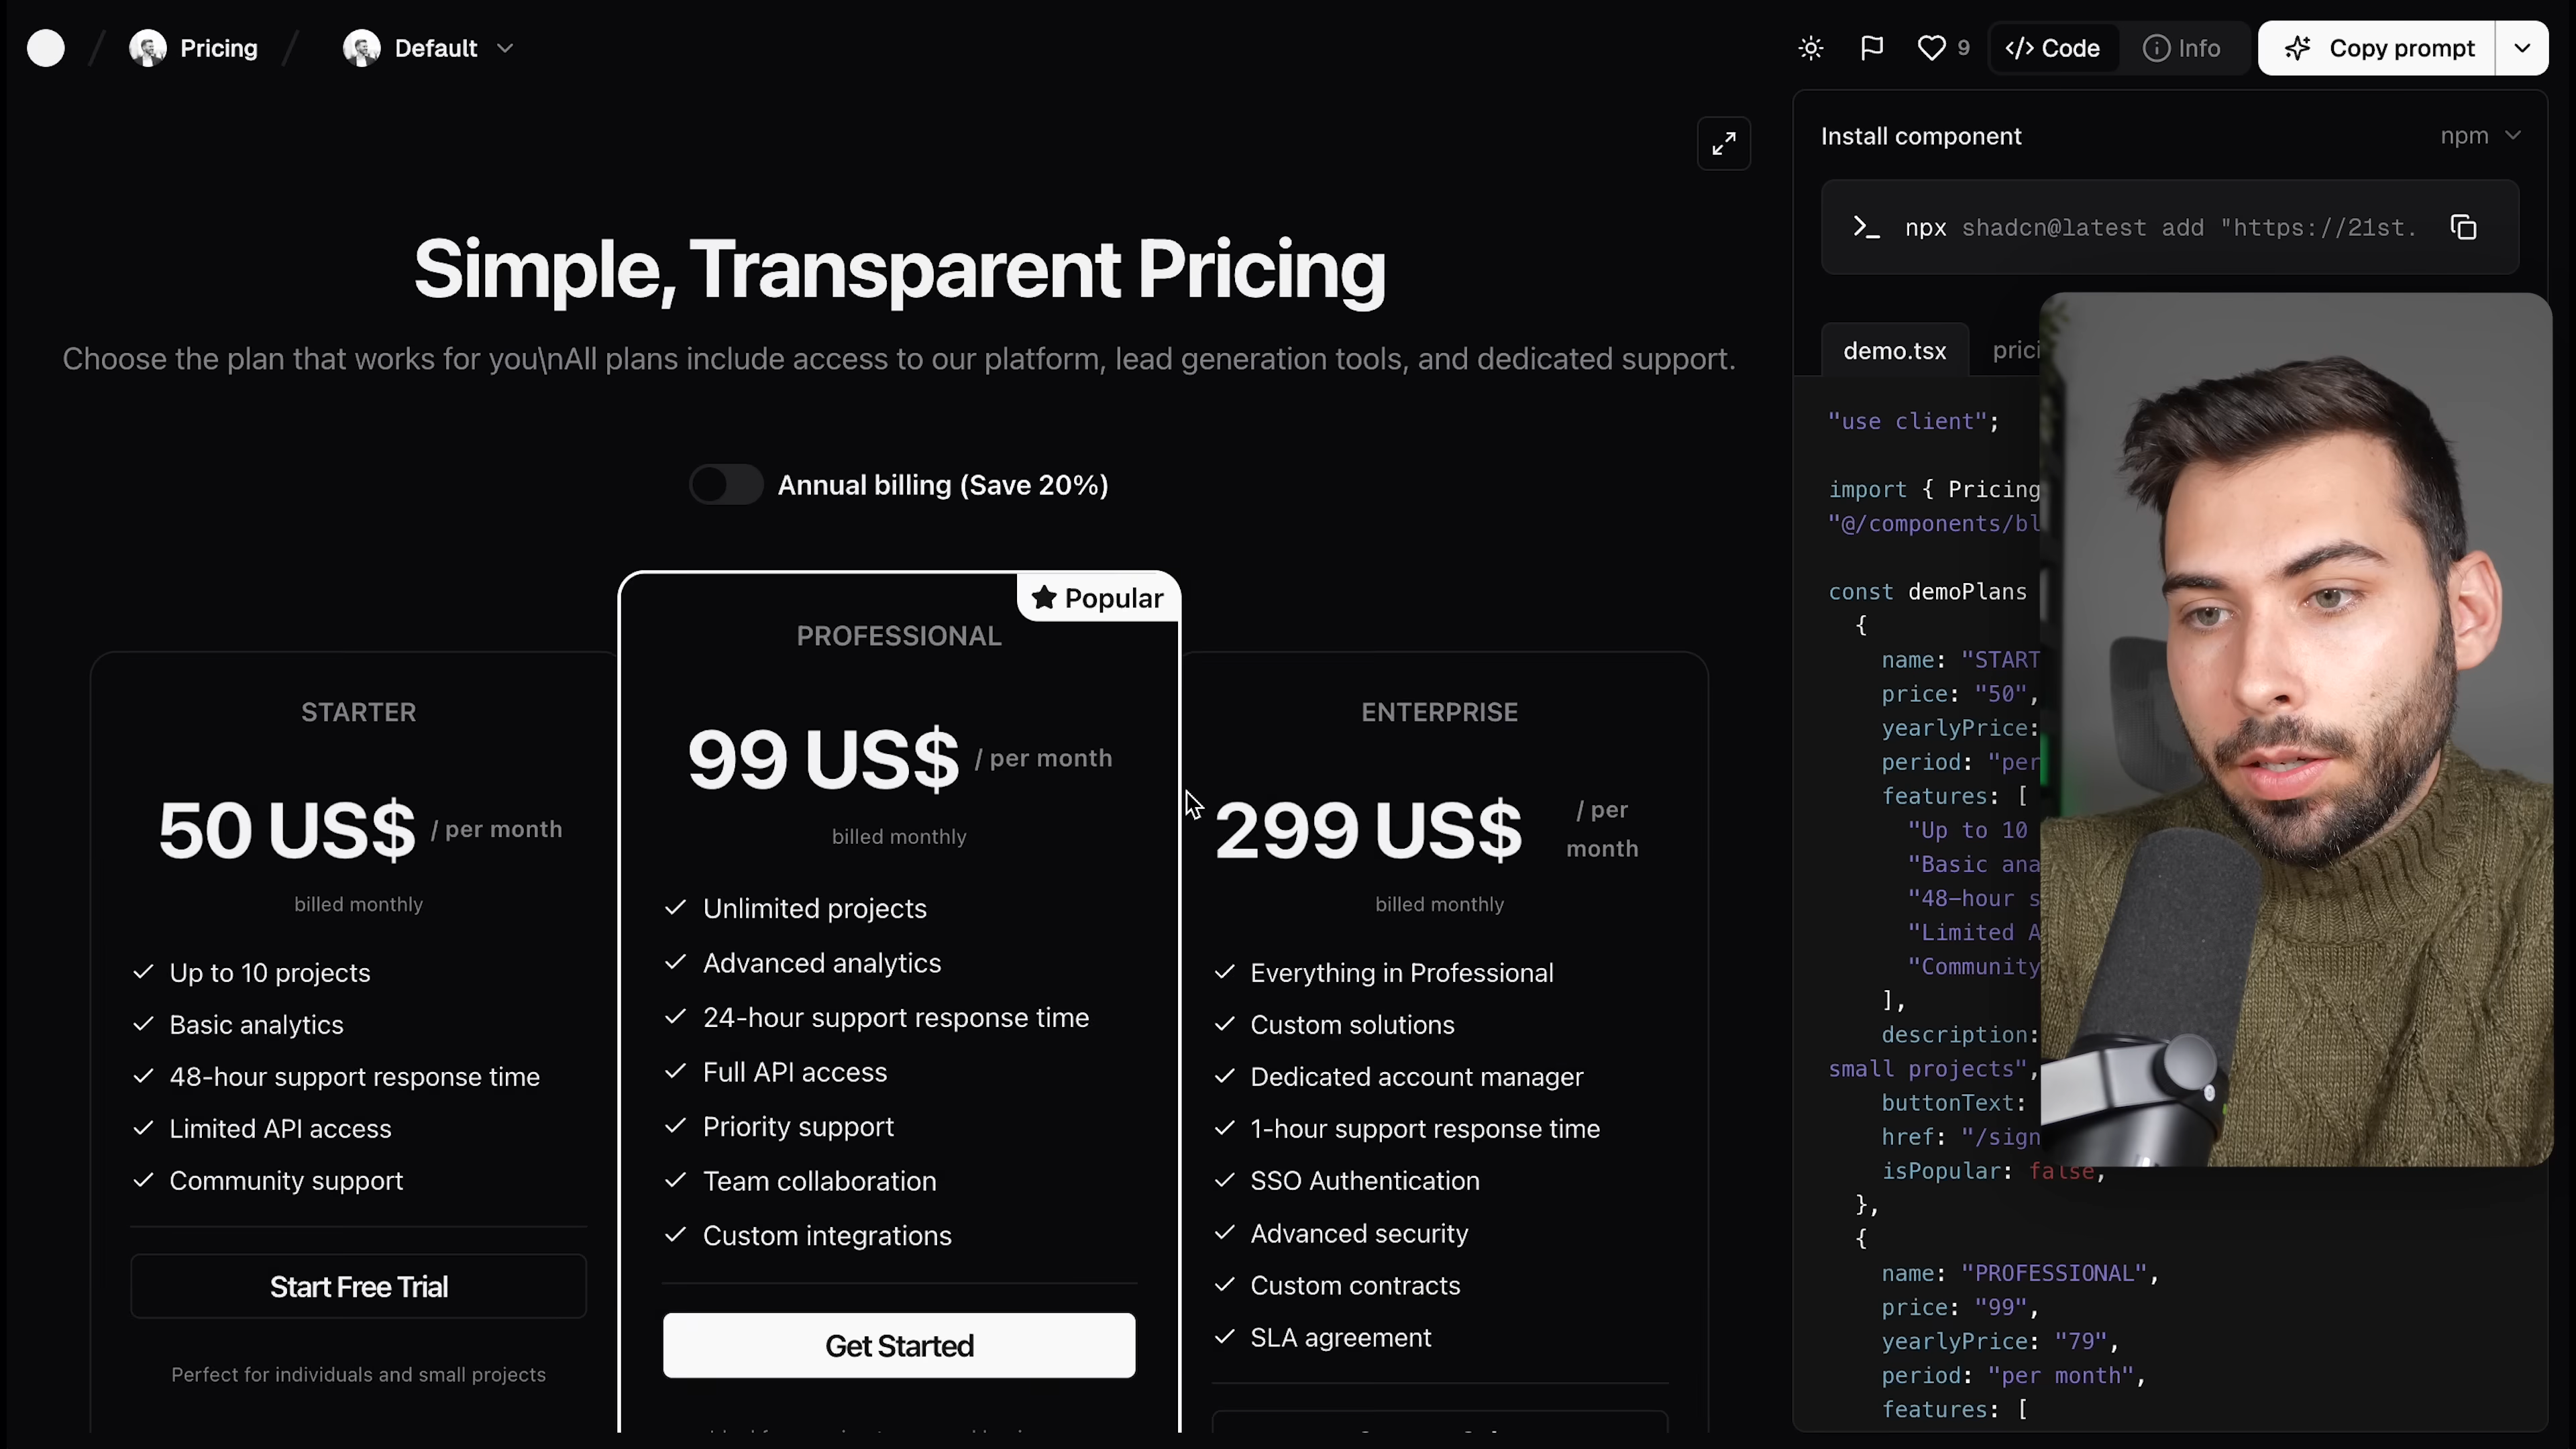 Pricing
Default
9
Code
Info
Copy prompt
Simple, Transparent Pricing
Choose the plan that works for you\nAll plans include access to our platform, lead generation tools, and dedicated support.
Annual billing (Save 20%)
STARTER
50 US$ / per month
billed monthly
Up to 10 projects
Basic analytics
48-hour support response time
Limited API access
Community support
Start Free Trial
Perfect for individuals and small projects
Popular
PROFESSIONAL
99 US$ / per month
billed monthly
Unlimited projects
Advanced analytics
24-hour support response time
Full API access
Priority support
Team collaboration
Custom integrations
Get Started
ENTERPRISE
299 US$ / per
month
billed monthly
Everything in Professional
Custom solutions
Dedicated account manager
1-hour support response time
SSO Authentication
Advanced security
Custom contracts
SLA agreement
Install component
npm
npx shadcn@latest add "https://21st.
demo.tsx prici
"use client";
import { Pricing
"@/components/bl
const demoPlans
{
name: "START
price: "50",
yearlyPrice:
period: "per
features: [
"Up to 10
"Basic ana
"48-hour s
"Limited A
"Community
],
description:
small projects",
buttonText:
href: "/sign
isPopular: false,
},
{
name: "PROFESSIONAL",
price: "99",
yearlyPrice: "79",
period: "per month",
features: [